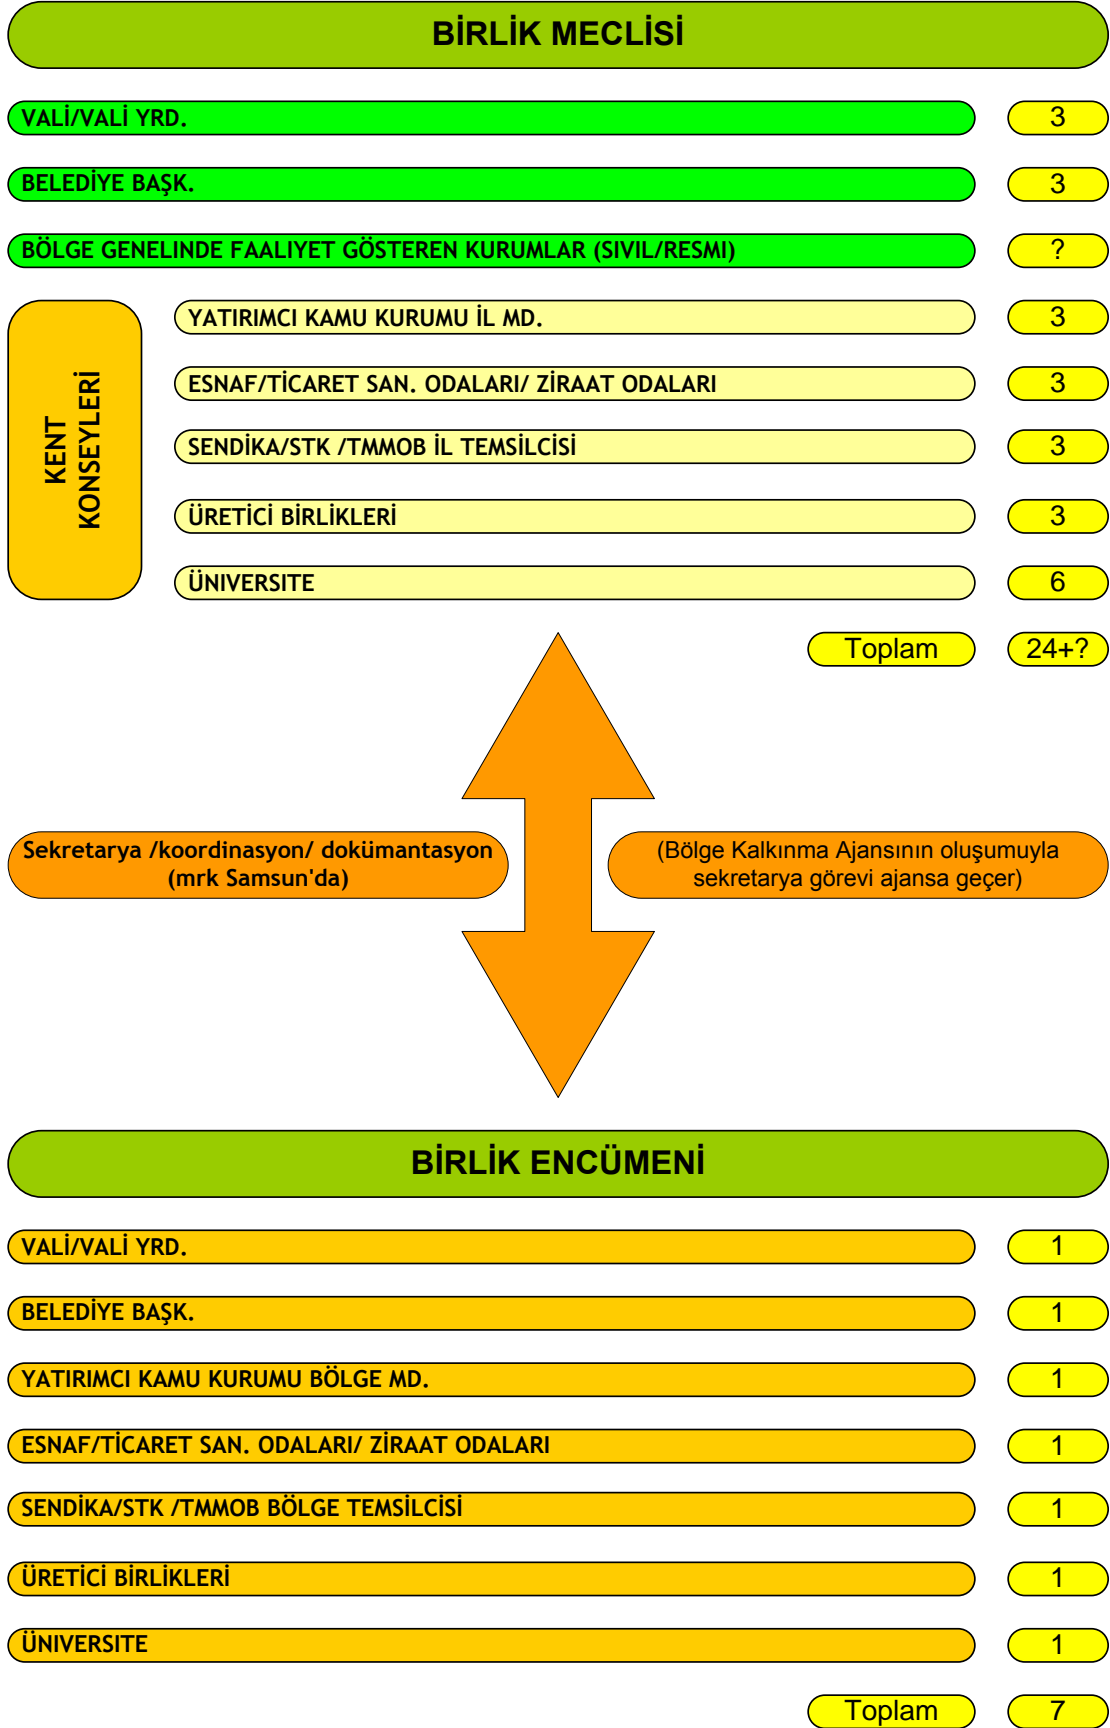 BİRLİK MECLİSİ
VALİ/VALİ YRD. 3
BELEDİYE BAŞK. 3
BÖLGE GENELINDE FAALIYET GÖSTEREN KURUMLAR (SIVIL/RESMI) ?
KENT
KONSEYLERİ
YATIRIMCI KAMU KURUMU İL MD. 3
ESNAF/TİCARET SAN. ODALARI/ ZİRAAT ODALARI 3
SENDİKA/STK /TMMOB İL TEMSİLCİSİ 3
ÜRETİCİ BİRLİKLERİ 3
ÜNIVERSITE 6
Toplam 24+?
Sekretarya /koordinasyon/ dokümantasyon
(mrk Samsun'da)
(Bölge Kalkınma Ajansının oluşumuyla
sekretarya görevi ajansa geçer)
BİRLİK ENCÜMENİ
VALİ/VALİ YRD. 1
BELEDİYE BAŞK. 1
YATIRIMCI KAMU KURUMU BÖLGE MD. 1
ESNAF/TİCARET SAN. ODALARI/ ZİRAAT ODALARI 1
SENDİKA/STK /TMMOB BÖLGE TEMSİLCİSİ 1
ÜRETİCİ BİRLİKLERİ 1
ÜNIVERSITE 1
Toplam 7